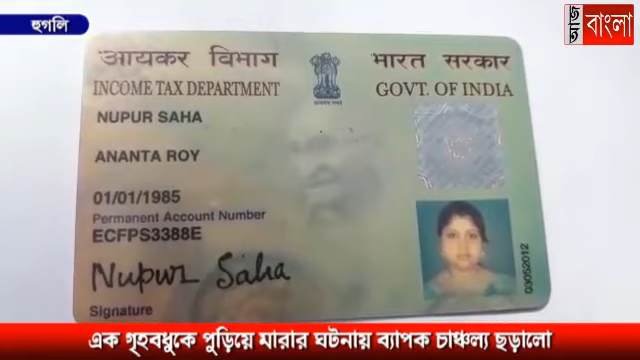 হুগলি
আজ বাংলা
आयकर विभाग
भारत सरकार
INCOME TAX DEPARTMENT
GOVT. OF INDIA
NUPUR SAHA
ANANTA ROY
01/01/1985
Permanent Account Number
ECFPS3388E
Nupur Saha
Signature
03052012
এক গৃহবধুকে পুড়িয়ে মারার ঘটনায় ব্যাপক চাঞ্চল্য ছড়ালো